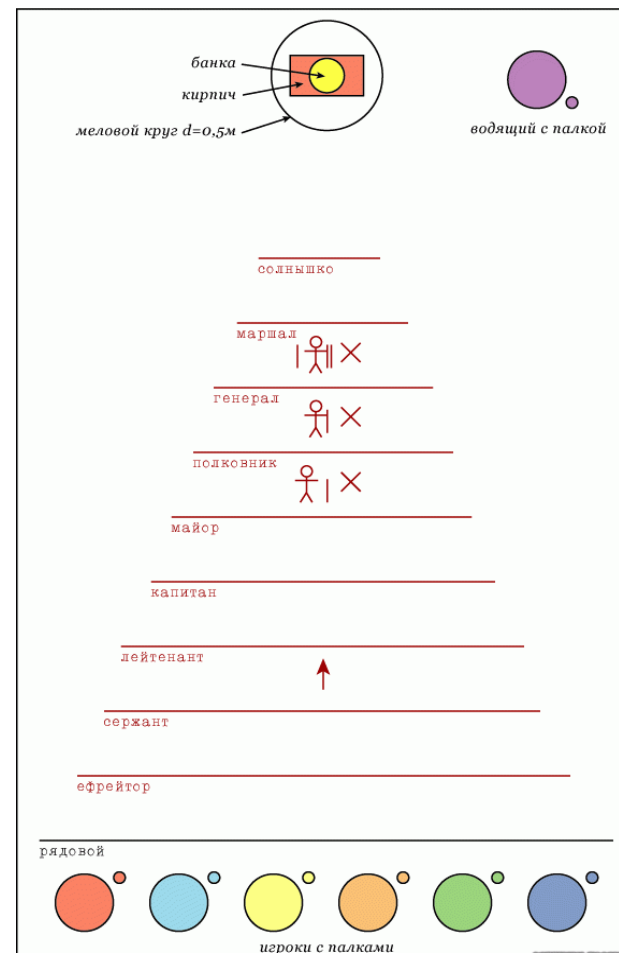 банка
кирпич
меловой круг d=0,5м
водящий с палкой
солнышко
маршал
генерал
полковник
майор
капитан
лейтенант
сержант
ефрейтор
рядовой
игроки с палками